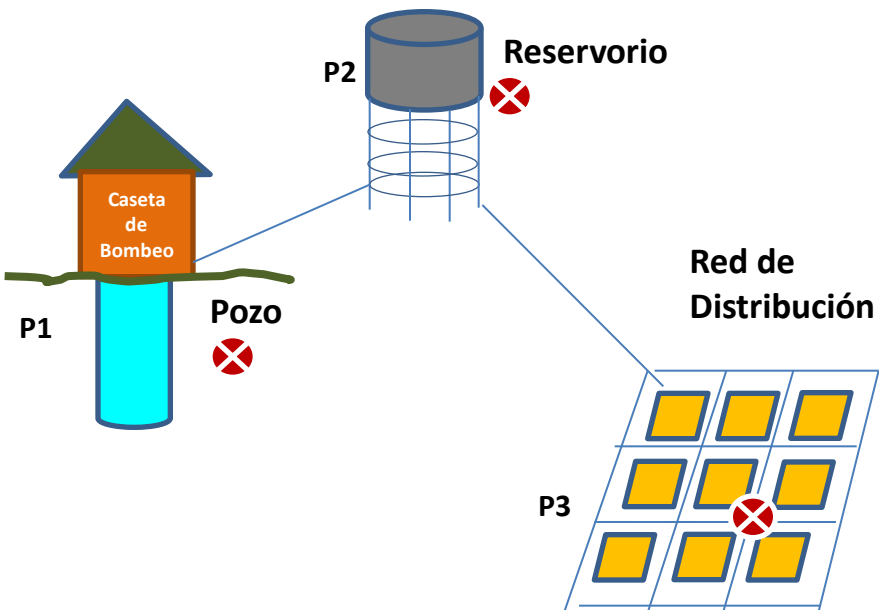 P2
Reservorio
Caseta
de
Bombeo
P1
Pozo
Red de
Distribución
P3